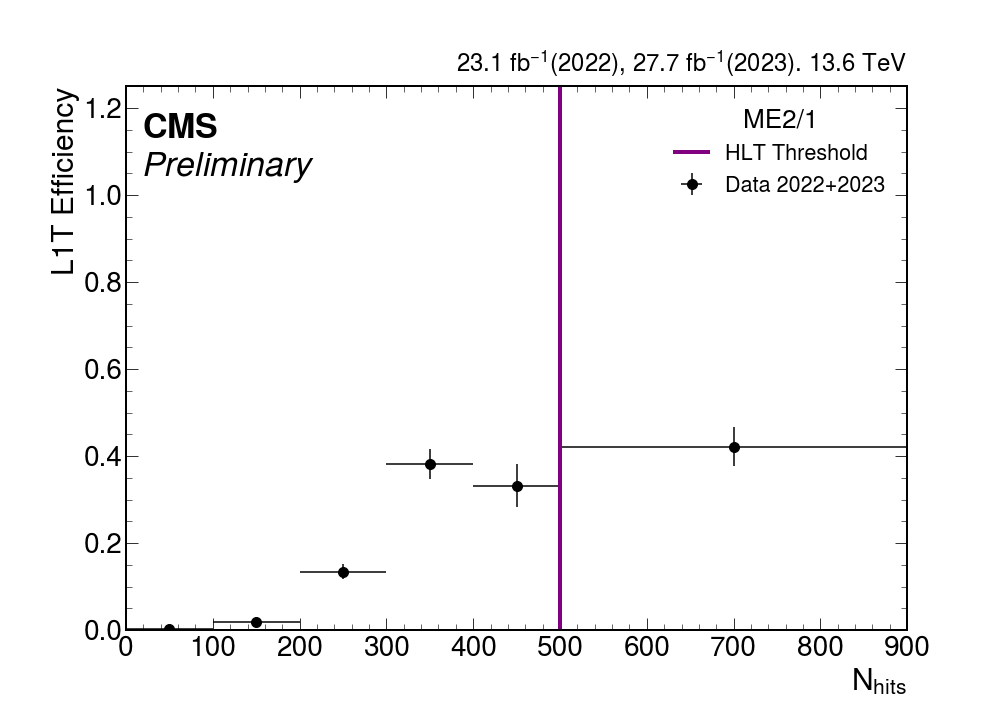 23.1 fb⁻¹(2022), 27.7 fb⁻¹(2023). 13.6 TeV
CMS
Preliminary
ME2/1
HLT Threshold
Data 2022+2023
L1T Efficiency
1.2
1.0
0.8
0.6
0.4
0.2
0.0
0 100 200 300 400 500 600 700 800 900
N_hits